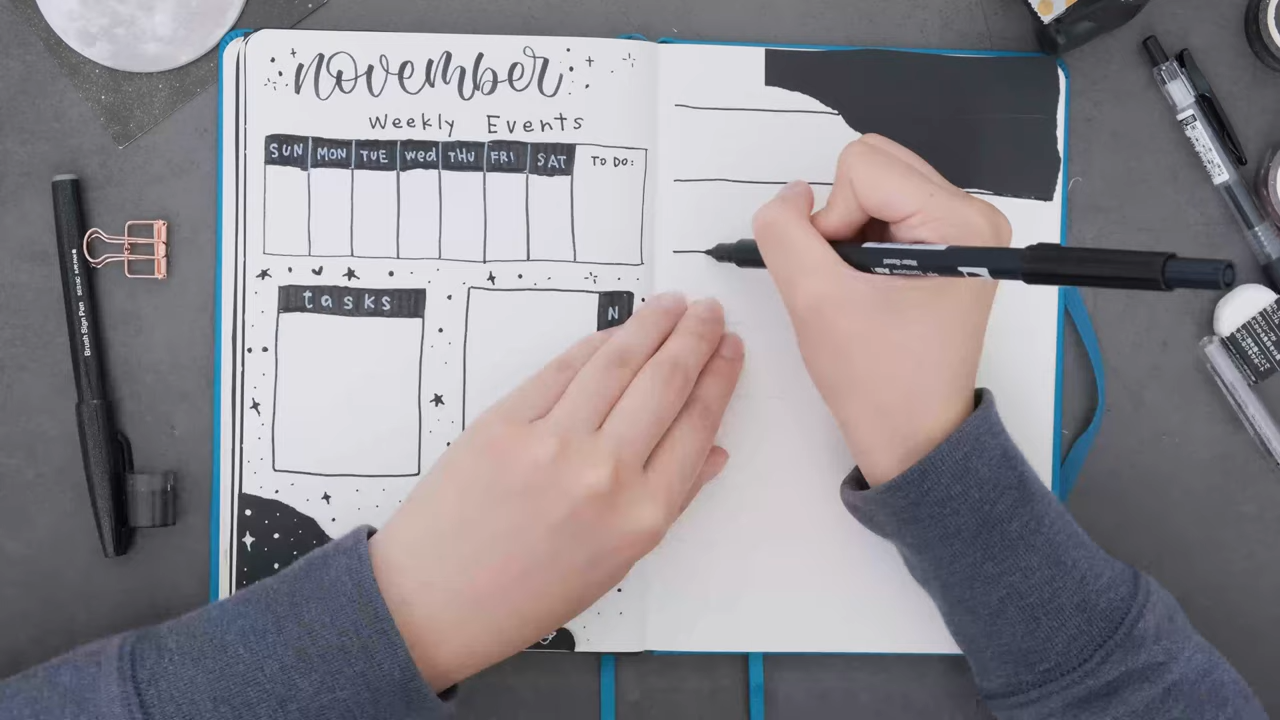 november
Weekly Events
SUN MON TUE wed THU FRI SAT TO DO:
tasks
N
Brush Sign Pen